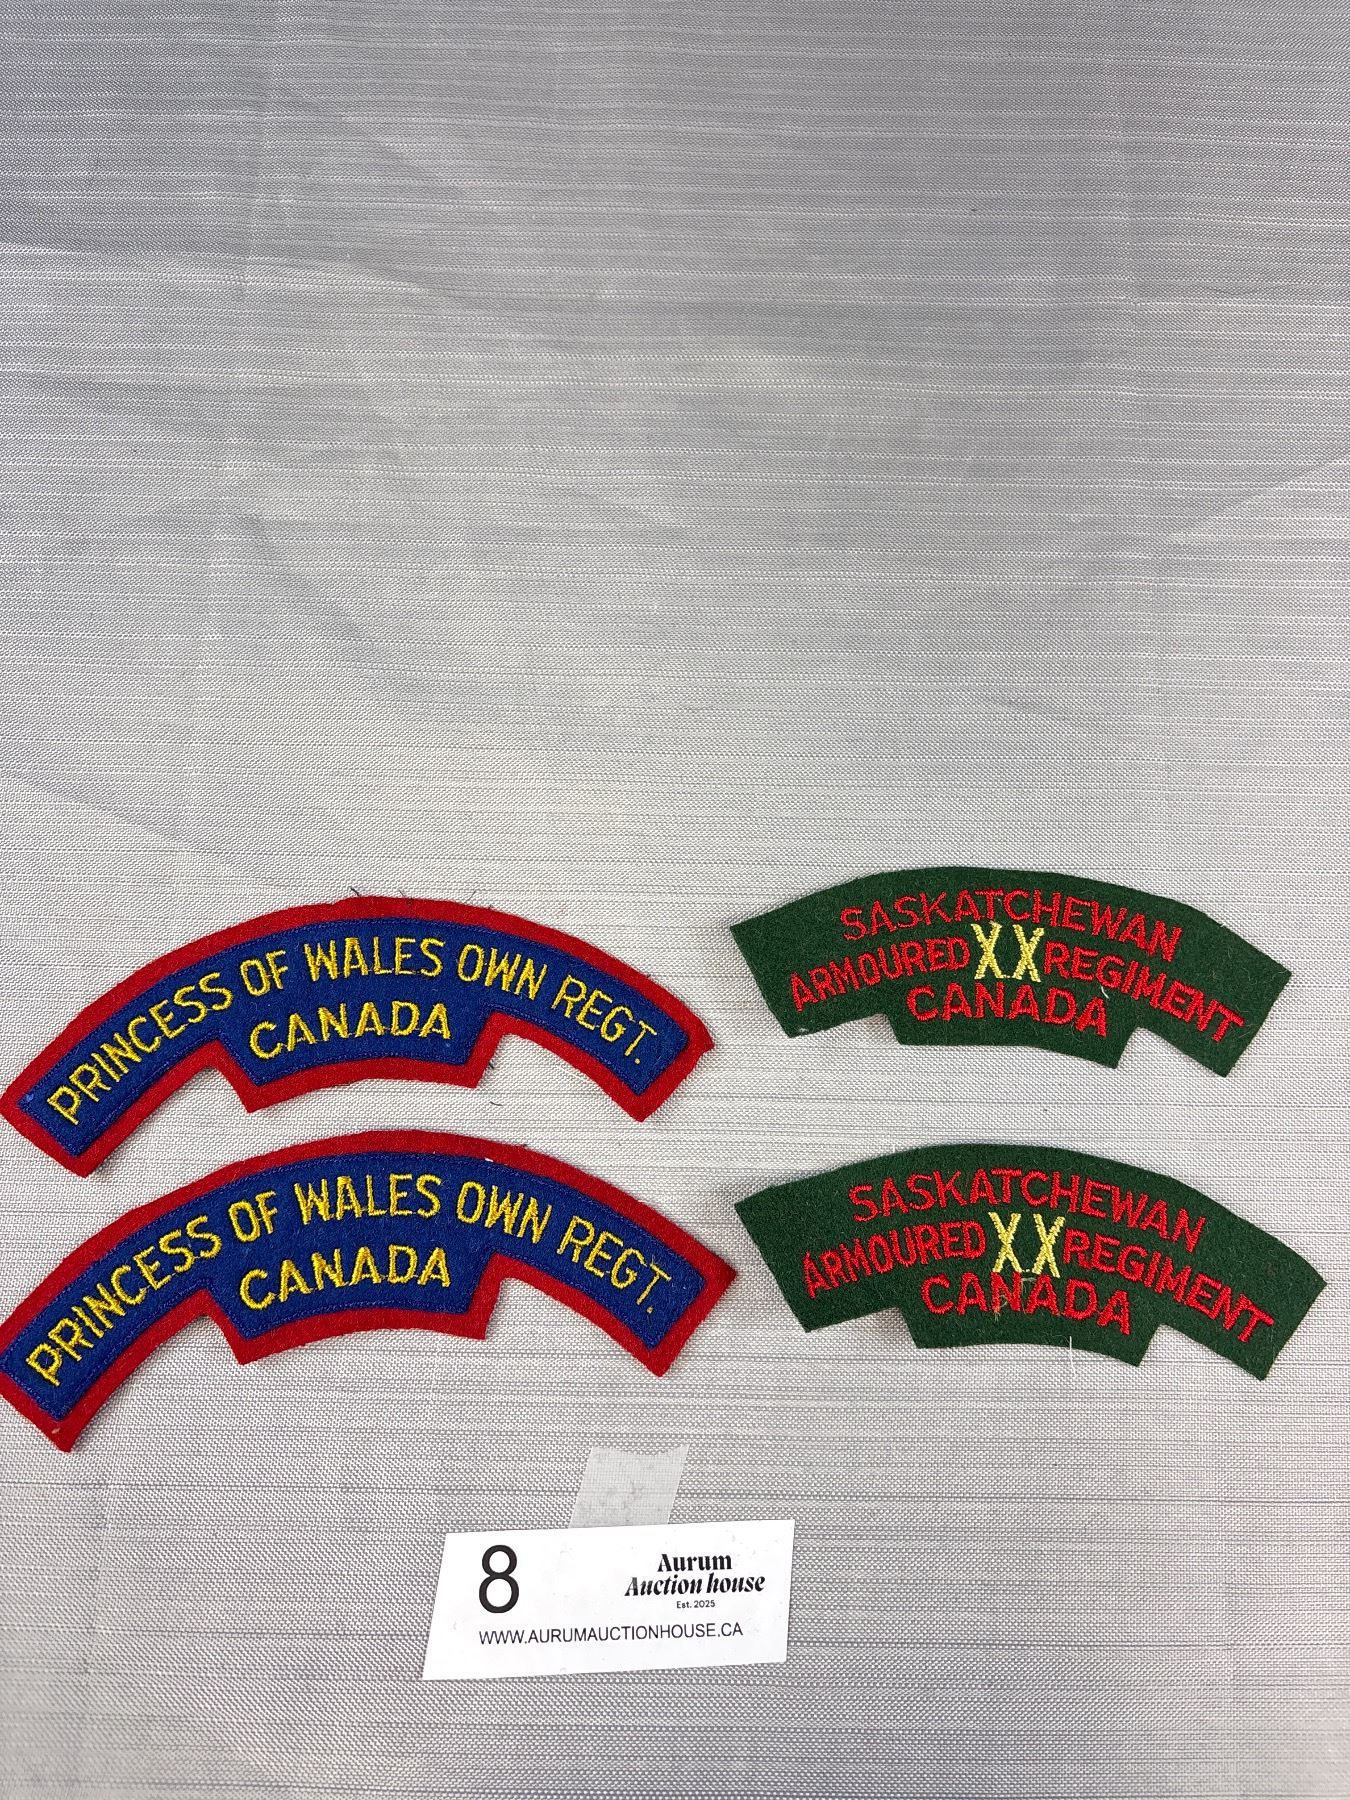 PRINCESS OF WALES OWN REGT.
CANADA
SASKATCHEWAN
ARMOURED XX REGIMENT
CANADA
PRINCESS OF WALES OWN REGT.
CANADA
SASKATCHEWAN
ARMOURED XX REGIMENT
CANADA
8
Aurum
Auction house
Est. 2025
WWW.AURUMAUCTIONHOUSE.CA